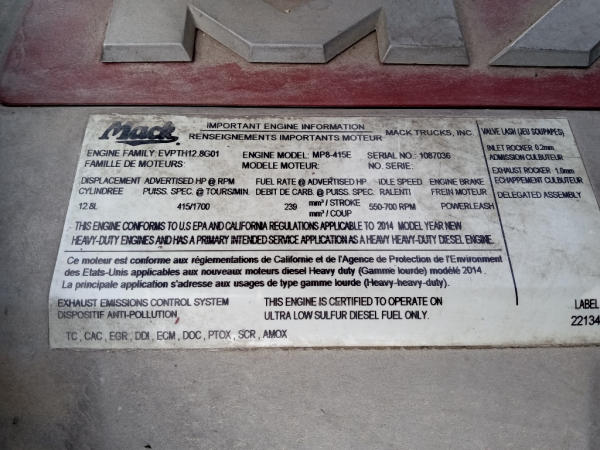 Mack
IMPORTANT ENGINE INFORMATION
RENSEIGNEMENTS IMPORTANTS MOTEUR
MACK TRUCKS, INC.
ENGINE FAMILY: EVPTH12.8G01
FAMILLE DE MOTEURS:
ENGINE MODEL: MP8-415E
MODELE MOTEUR:
SERIAL NO.: 1087036
NO. SERIE:
DISPLACEMENT ADVERTISED HP @ RPM FUEL RATE @ ADVERTISED HP IDLE SPEED ENGINE BRAKE
CYLINDREE PUISS. SPEC. @ TOURS/MIN. DEBIT DE CARB. @ PUISS. SPEC. RALENTI FREIN MOTEUR
12.8L 415/1700 239 mm³ / STROKE 550-700 RPM POWERLEASH
mm³ / COUP
THIS ENGINE CONFORMS TO U.S EPA AND CALIFORNIA REGULATIONS APPLICABLE TO 2014 MODEL YEAR NEW
HEAVY-DUTY ENGINES AND HAS A PRIMARY INTENDED SERVICE APPLICATION AS A HEAVY HEAVY-DUTY DIESEL ENGINE.
Ce moteur est conforme aux réglementations de Californie et de l'Agence de Protection de l'Environment
des Etats-Unis applicables aux nouveaux moteurs diesel Heavy duty (Gamme lourde) modélé 2014 .
La principale application s'adresse aux usages de type gamme lourde (Heavy-heavy-duty).
EXHAUST EMISSIONS CONTROL SYSTEM
DISPOSITIF ANTI-POLLUTION
THIS ENGINE IS CERTIFIED TO OPERATE ON
ULTRA LOW SULFUR DIESEL FUEL ONLY.
TC , CAC , EGR , DDI , ECM , DOC , PTOX , SCR , AMOX
VALVE LASH (JEU SOUPAPES)
INLET ROCKER 0.2mm
ADMISSION CULBUTEUR
EXHAUST ROCKER 1.0mm
ECHAPPEMENT CULBUTEUR
DELEGATED ASSEMBLY
LABEL
22134